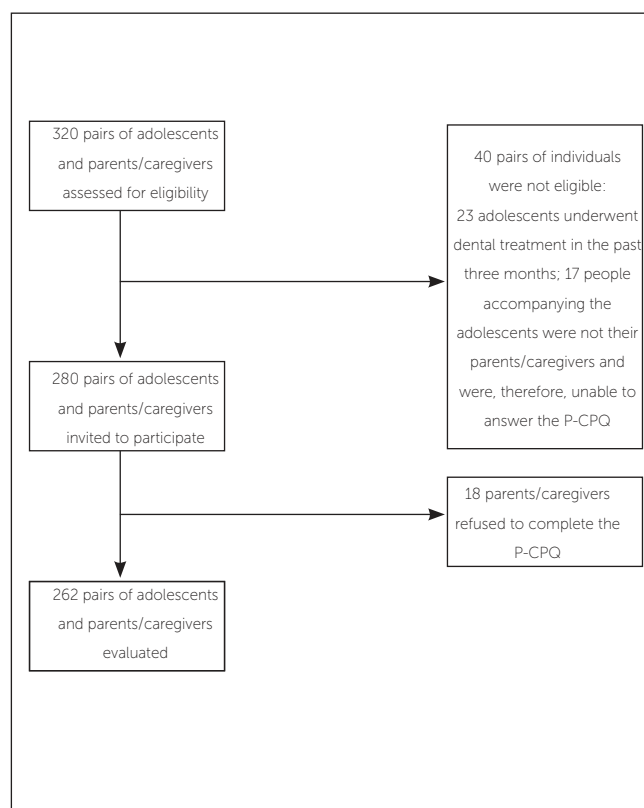 320 pairs of adolescents
and parents/caregivers
assessed for eligibility
40 pairs of individuals
were not eligible:
23 adolescents underwent
dental treatment in the past
three months; 17 people
accompanying the
adolescents were not their
parents/caregivers and
were, therefore, unable to
answer the P-CPQ
280 pairs of adolescents
and parents/caregivers
invited to participate
18 parents/caregivers
refused to complete the
P-CPQ
262 pairs of adolescents
and parents/caregivers
evaluated